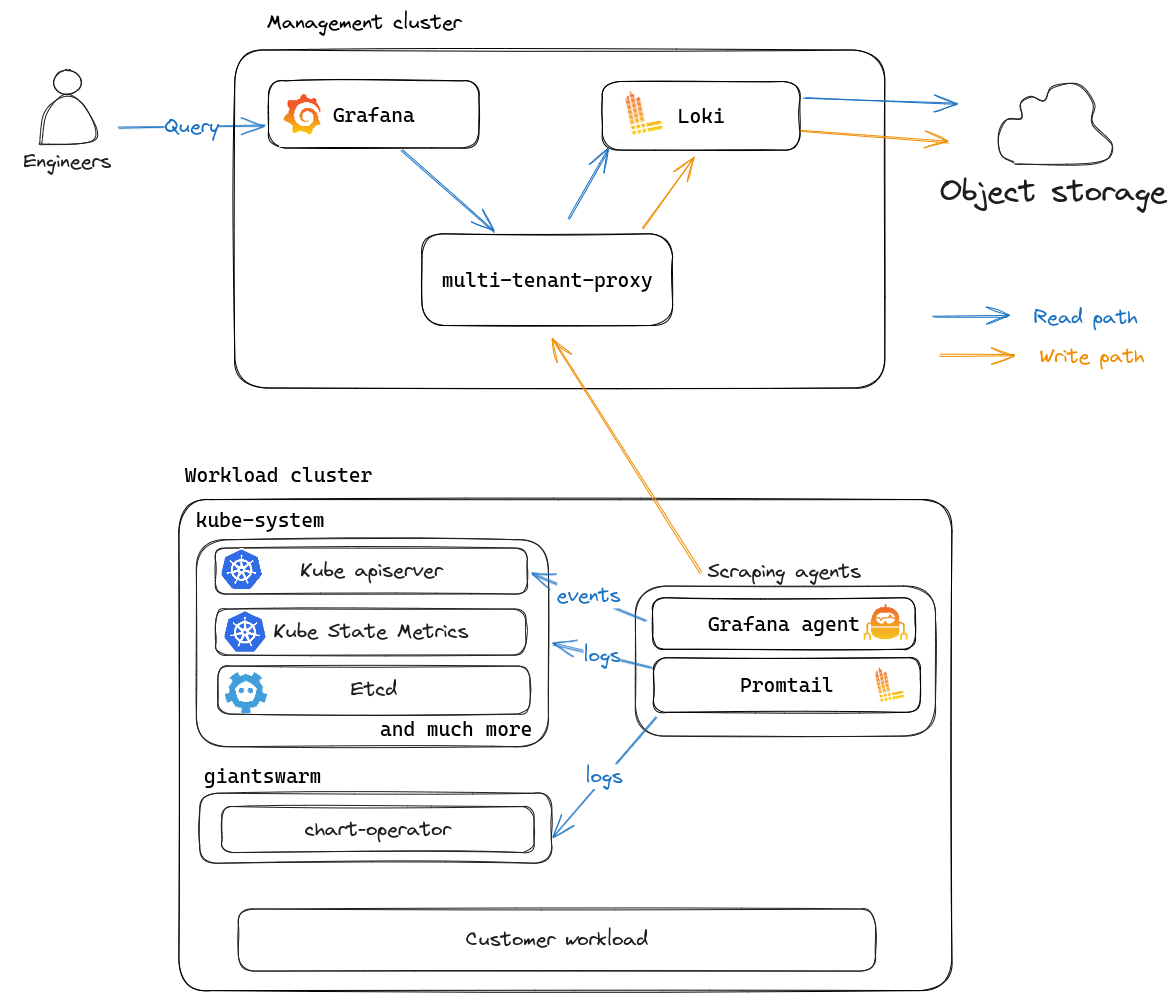 Management cluster
Grafana
Loki
Query
Engineers
Object storage
multi-tenant-proxy
Read path
Write path
Workload cluster
kube-system
Kube apiserver
Scraping agents
events
Grafana agent
Kube State Metrics
logs
Etcd
Promtail
and much more
giantswarm
logs
chart-operator
Customer workload